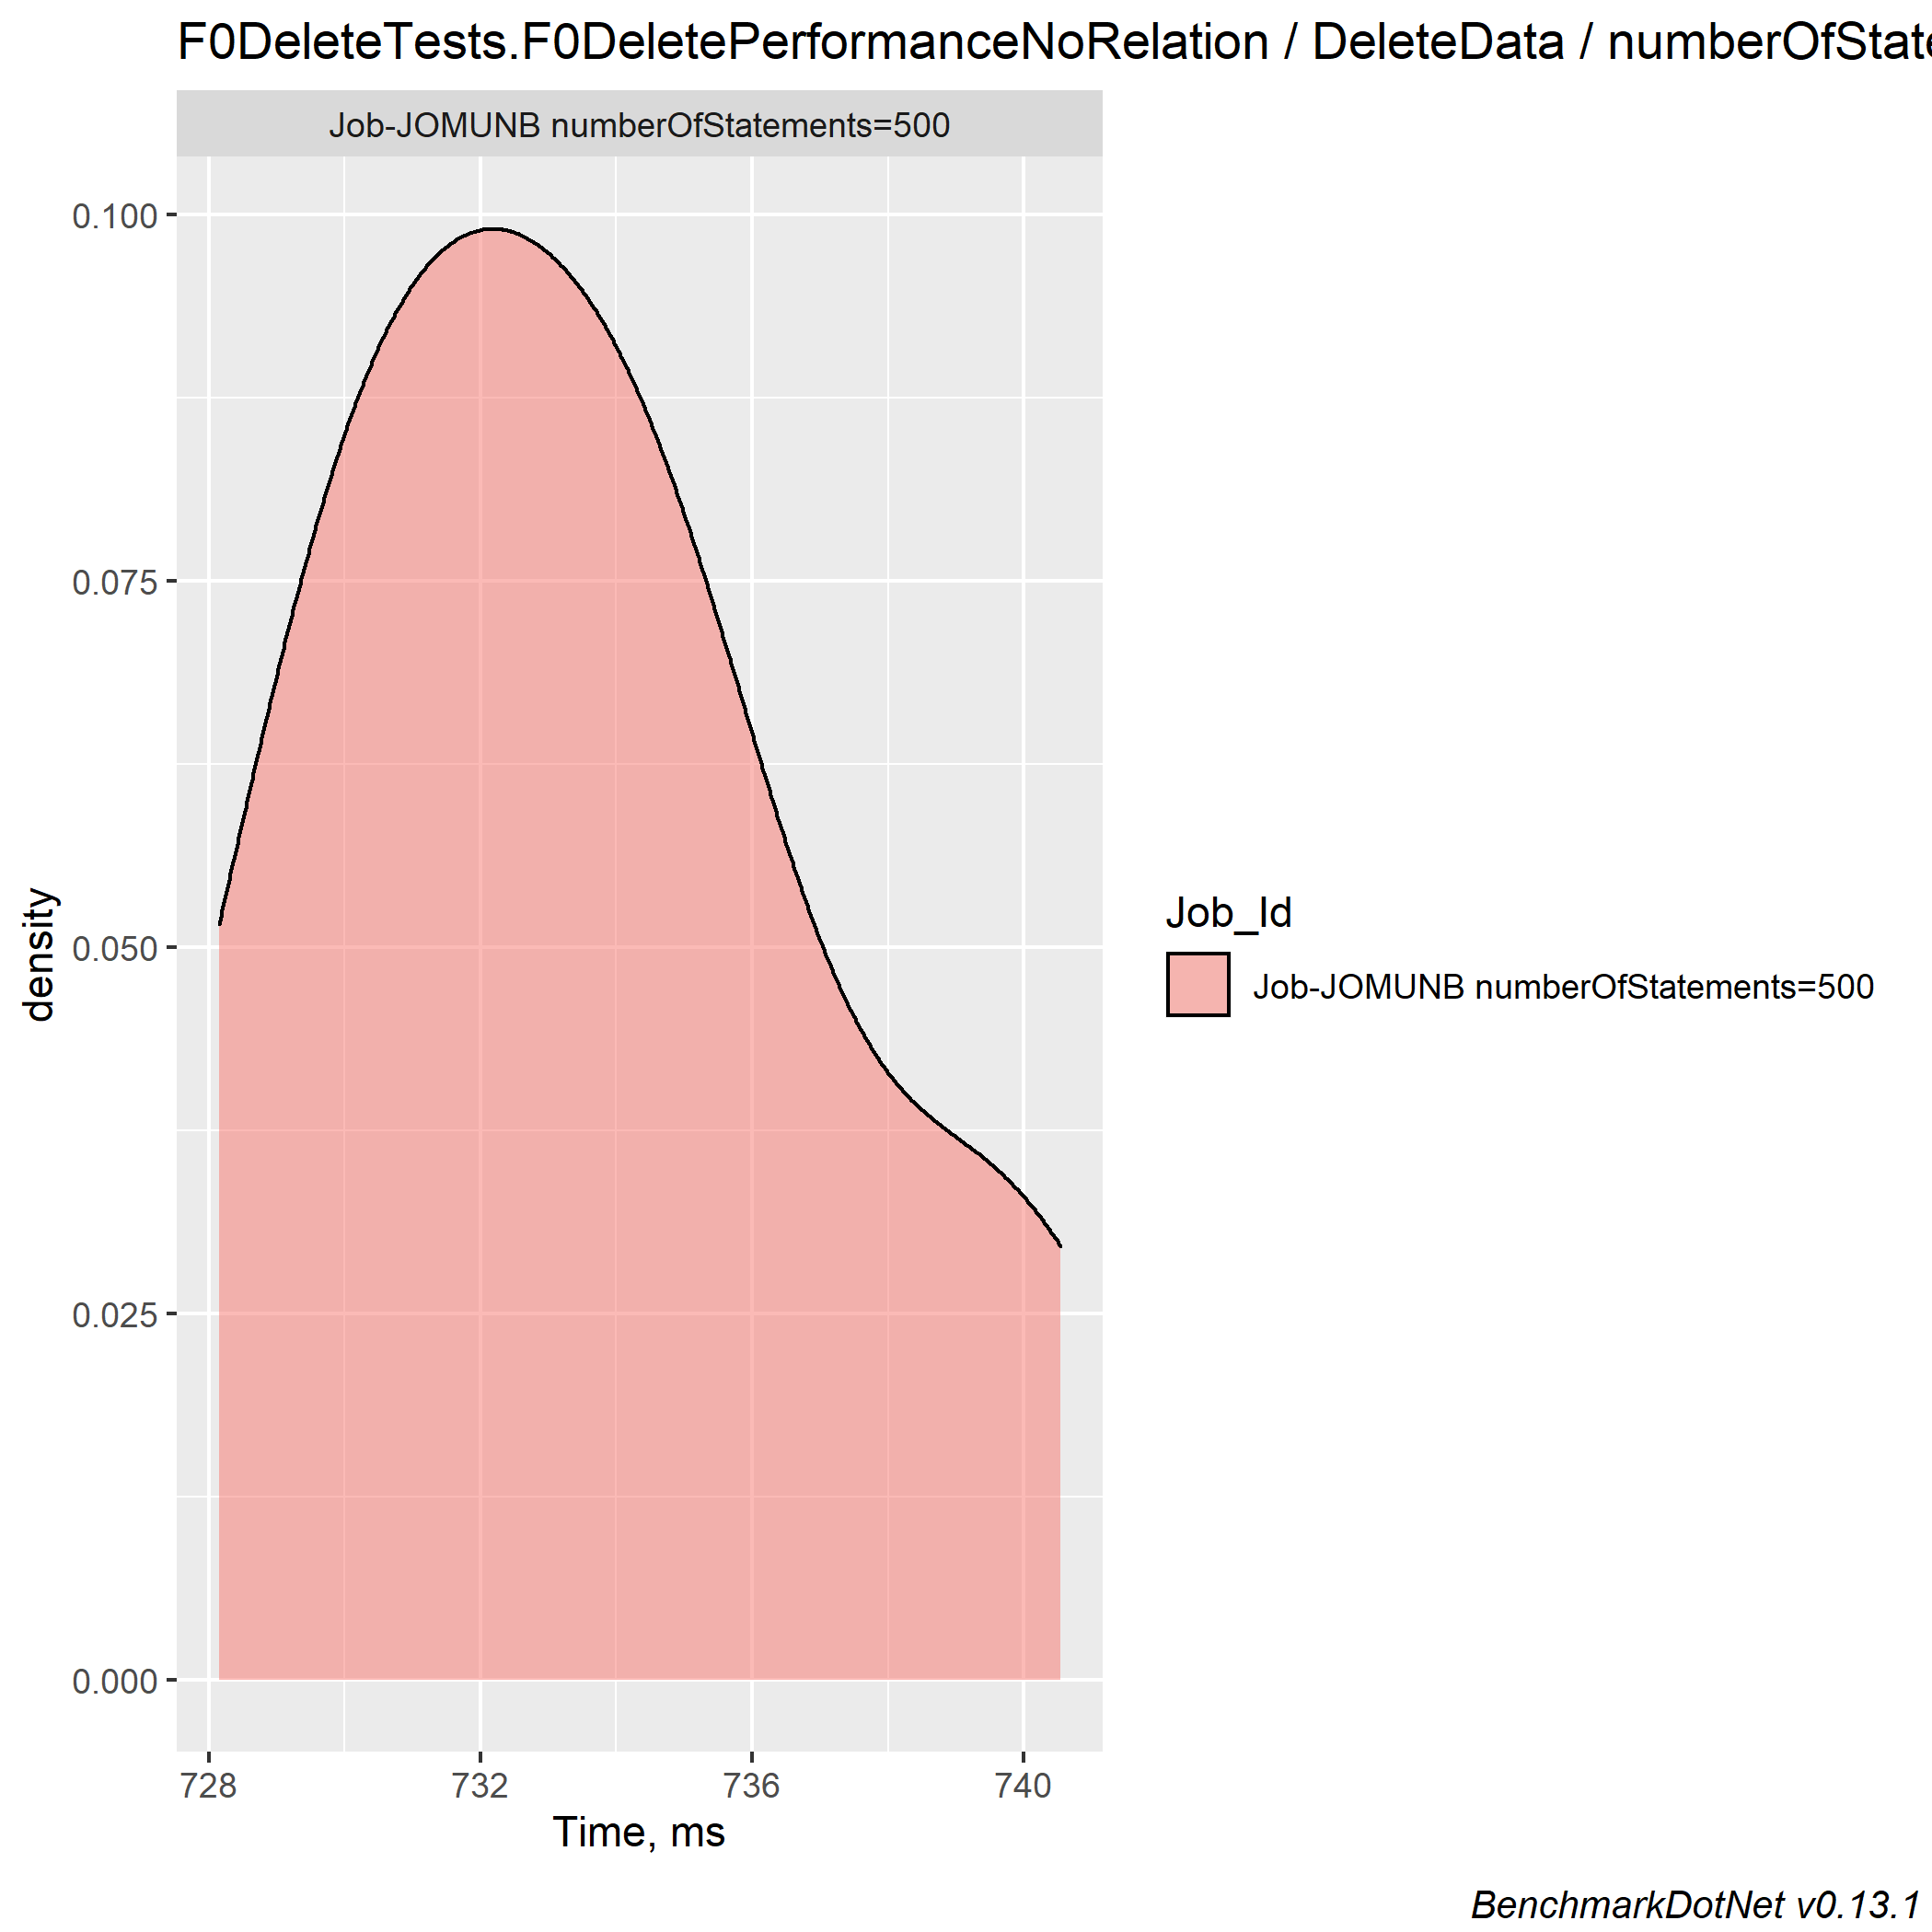 F0DeleteTests.F0DeletePerformanceNoRelation / DeleteData / numberOfState
Job-JOMUNB numberOfStatements=500
0.100
0.075
0.050
0.025
0.000
density
728 732 736 740
Time, ms
Job_Id
Job-JOMUNB numberOfStatements=500
BenchmarkDotNet v0.13.1